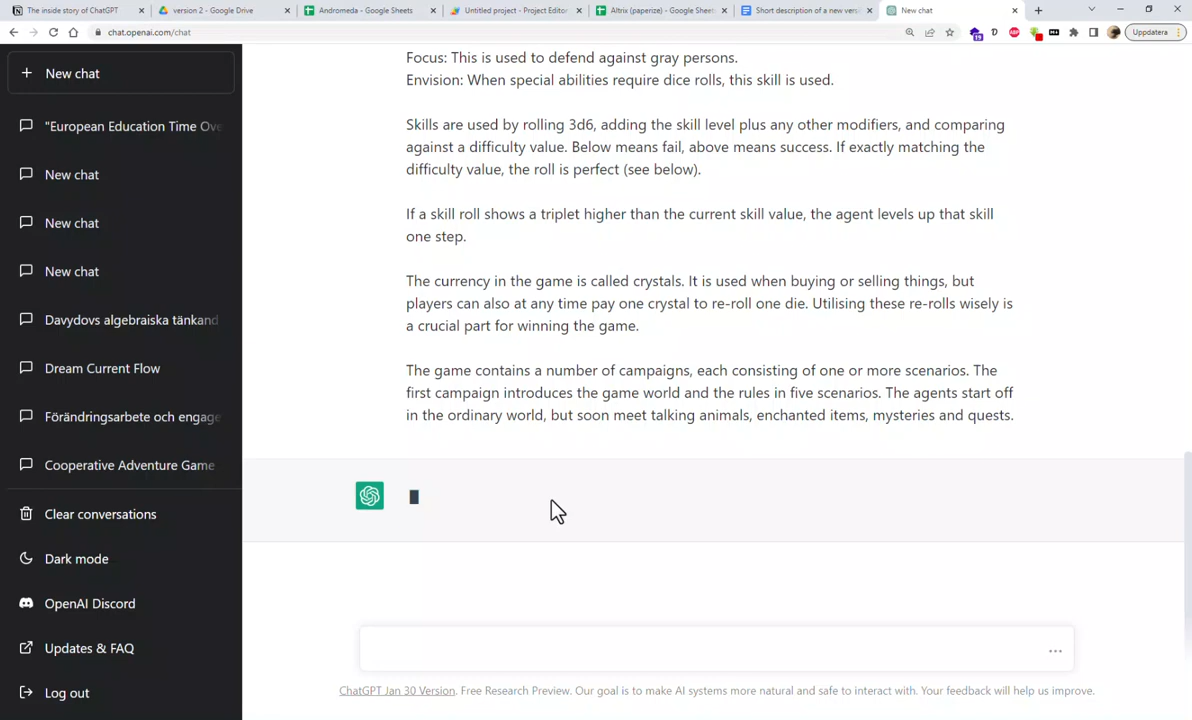 The inside story of ChatGPT
version 2 - Google Drive
Andromeda - Google Sheets
Untitled project - Project Editor
Altrix (paperize) - Google Sheet
Short description of a new versi
New chat
chat.openai.com/chat
19
ABP
Uppdatera
New chat
"European Education Time Ove
New chat
New chat
New chat
Davydovs algebraiska tänkand
Dream Current Flow
Förändringsarbete och engage
Cooperative Adventure Game
Clear conversations
Dark mode
OpenAI Discord
Updates & FAQ
Log out
Focus: This is used to defend against gray persons.
Envision: When special abilities require dice rolls, this skill is used.
Skills are used by rolling 3d6, adding the skill level plus any other modifiers, and comparing
against a difficulty value. Below means fail, above means success. If exactly matching the
difficulty value, the roll is perfect (see below).
If a skill roll shows a triplet higher than the current skill value, the agent levels up that skill
one step.
The currency in the game is called crystals. It is used when buying or selling things, but
players can also at any time pay one crystal to re-roll one die. Utilising these re-rolls wisely is
a crucial part for winning the game.
The game contains a number of campaigns, each consisting of one or more scenarios. The
first campaign introduces the game world and the rules in five scenarios. The agents start off
in the ordinary world, but soon meet talking animals, enchanted items, mysteries and quests.
ChatGPT Jan 30 Version. Free Research Preview. Our goal is to make AI systems more natural and safe to interact with. Your feedback will help us improve.